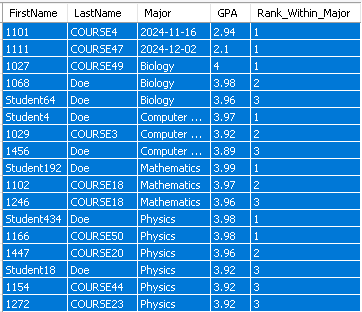 FirstName LastName Major GPA Rank_Within_Major
1101 COURSE4 2024-11-16 2.94 1
1111 COURSE47 2024-12-02 2.1 1
1027 COURSE49 Biology 4 1
1068 Doe Biology 3.98 2
Student64 Doe Biology 3.96 3
Student4 Doe Computer ... 3.97 1
1029 COURSE3 Computer ... 3.92 2
1456 Doe Computer ... 3.89 3
Student192 Doe Mathematics 3.99 1
1102 COURSE18 Mathematics 3.97 2
1246 COURSE18 Mathematics 3.96 3
Student434 Doe Physics 3.98 1
1166 COURSE50 Physics 3.98 1
1447 COURSE20 Physics 3.96 2
Student18 Doe Physics 3.92 3
1154 COURSE44 Physics 3.92 3
1272 COURSE23 Physics 3.92 3